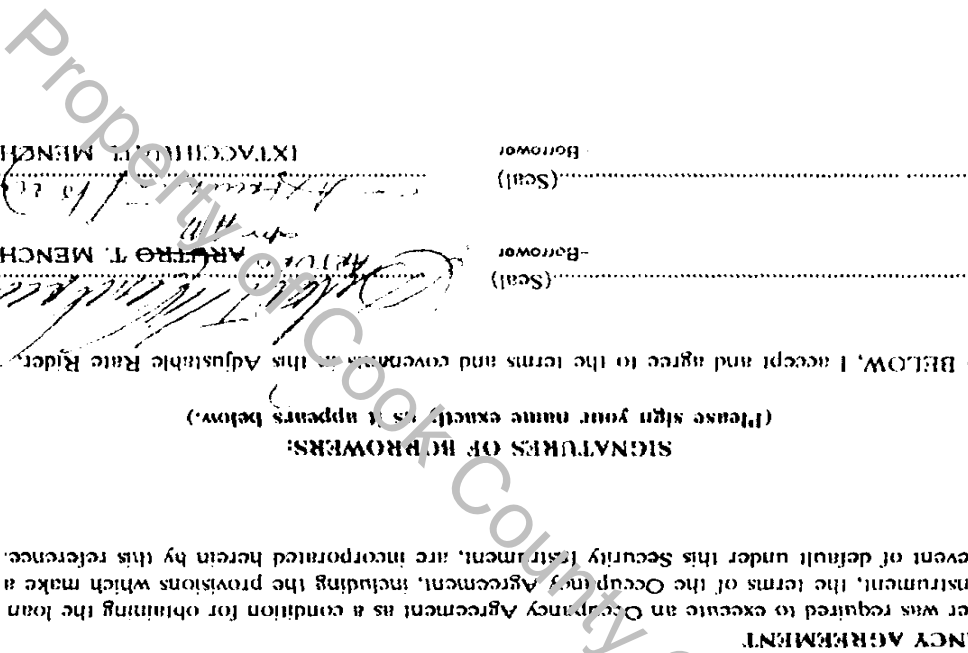 NCY AGREEMENT
er was required to execute an Occupancy Agreement as a condition for obtaining the loan
nstrument, the terms of the Occupancy Agreement, including the provisions which make a
event of default under this Security Instrument, are incorporated herein by this reference.
SIGNATURES OF BORROWERS:
(Please sign your name exactly as it appears below.)
BELOW, I accept and agree to the terms and covenants in this Adjustable Rate Rider.
(Seal)
-Borrower
ARTURO
ARUTRO T. MENCH
(Seal)
-Borrower
MENCH
Property of Cook County